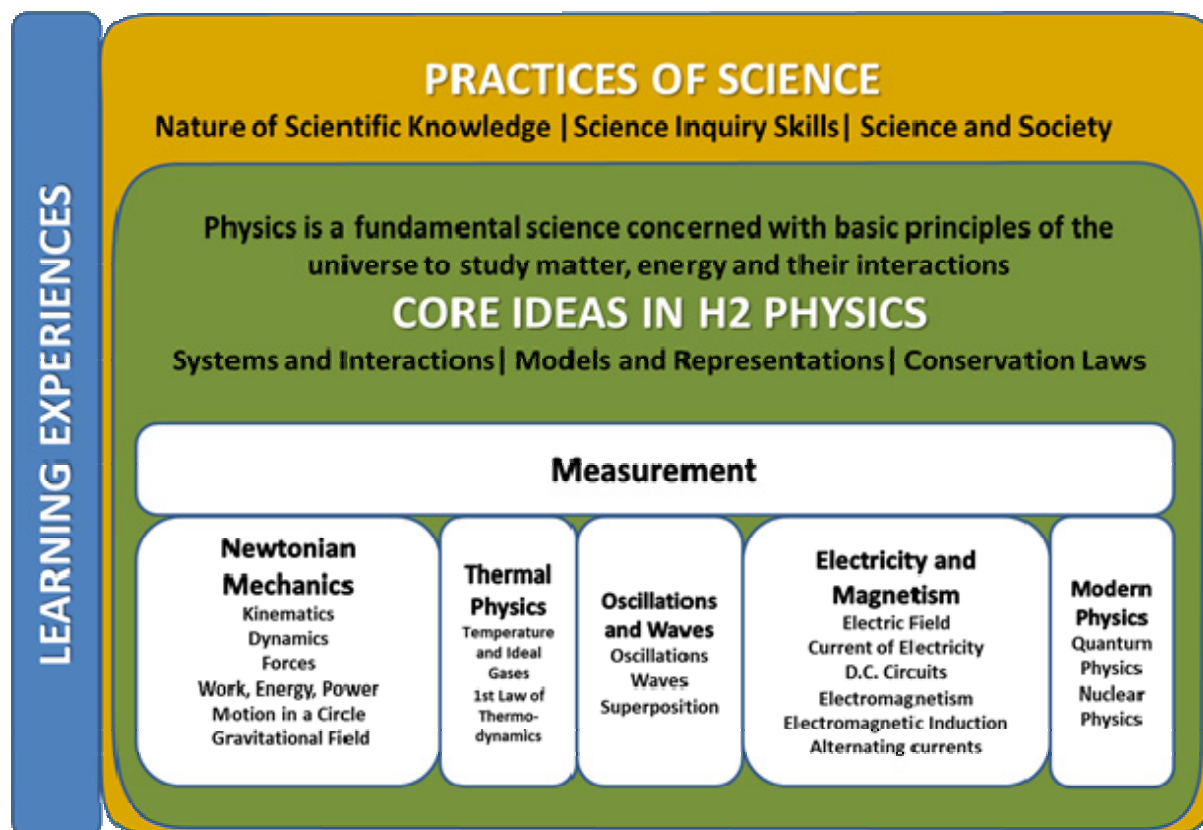 LEARNING EXPERIENCES
PRACTICES OF SCIENCE
Nature of Scientific Knowledge | Science Inquiry Skills| Science and Society
Physics is a fundamental science concerned with basic principles of the
universe to study matter, energy and their interactions
CORE IDEAS IN H2 PHYSICS
Systems and Interactions| Models and Representations| Conservation Laws
Measurement
Newtonian
Mechanics
Kinematics
Dynamics
Forces
Work, Energy, Power
Motion in a Circle
Gravitational Field
Thermal
Physics
Temperature
and Ideal
Gases
1st Law of
Thermo-
dynamics
Oscillations
and Waves
Oscillations
Waves
Superposition
Electricity and
Magnetism
Electric Field
Current of Electricity
D.C. Circuits
Electromagnetism
Electromagnetic Induction
Alternating currents
Modern
Physics
Quantum
Physics
Nuclear
Physics